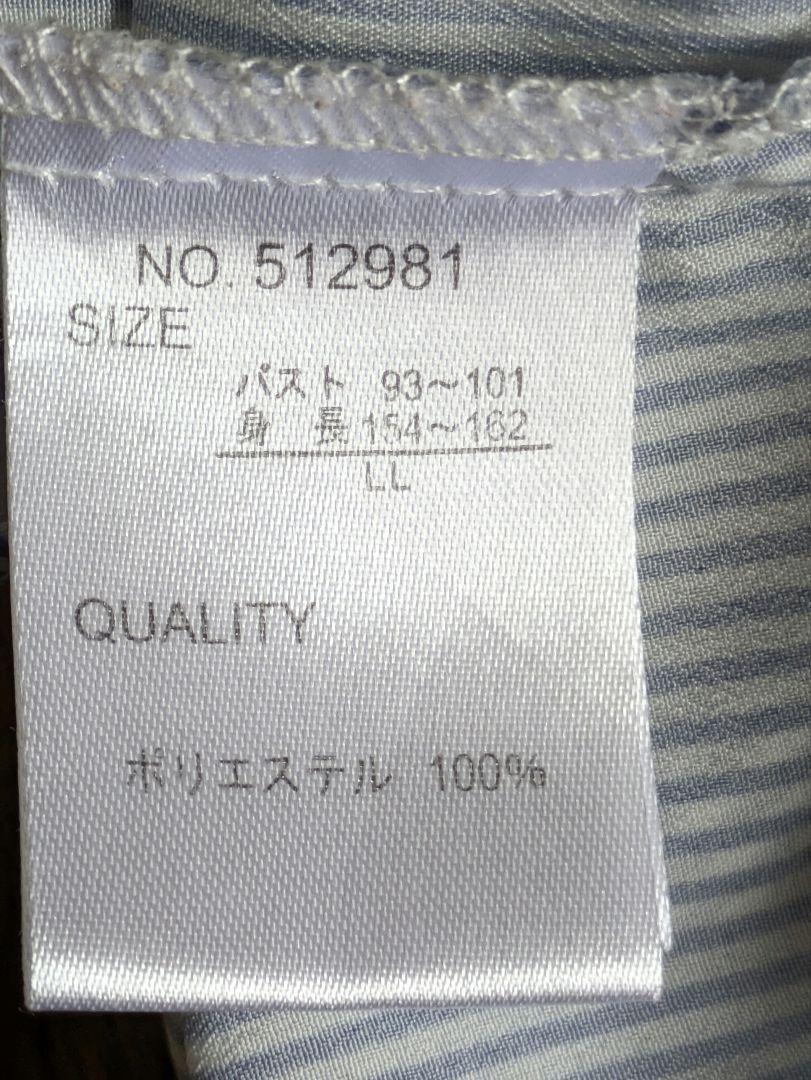 NO. 512981
SIZE
バスト 93～101
身 長 154～162
LL
QUALITY
ポリエステル 100%